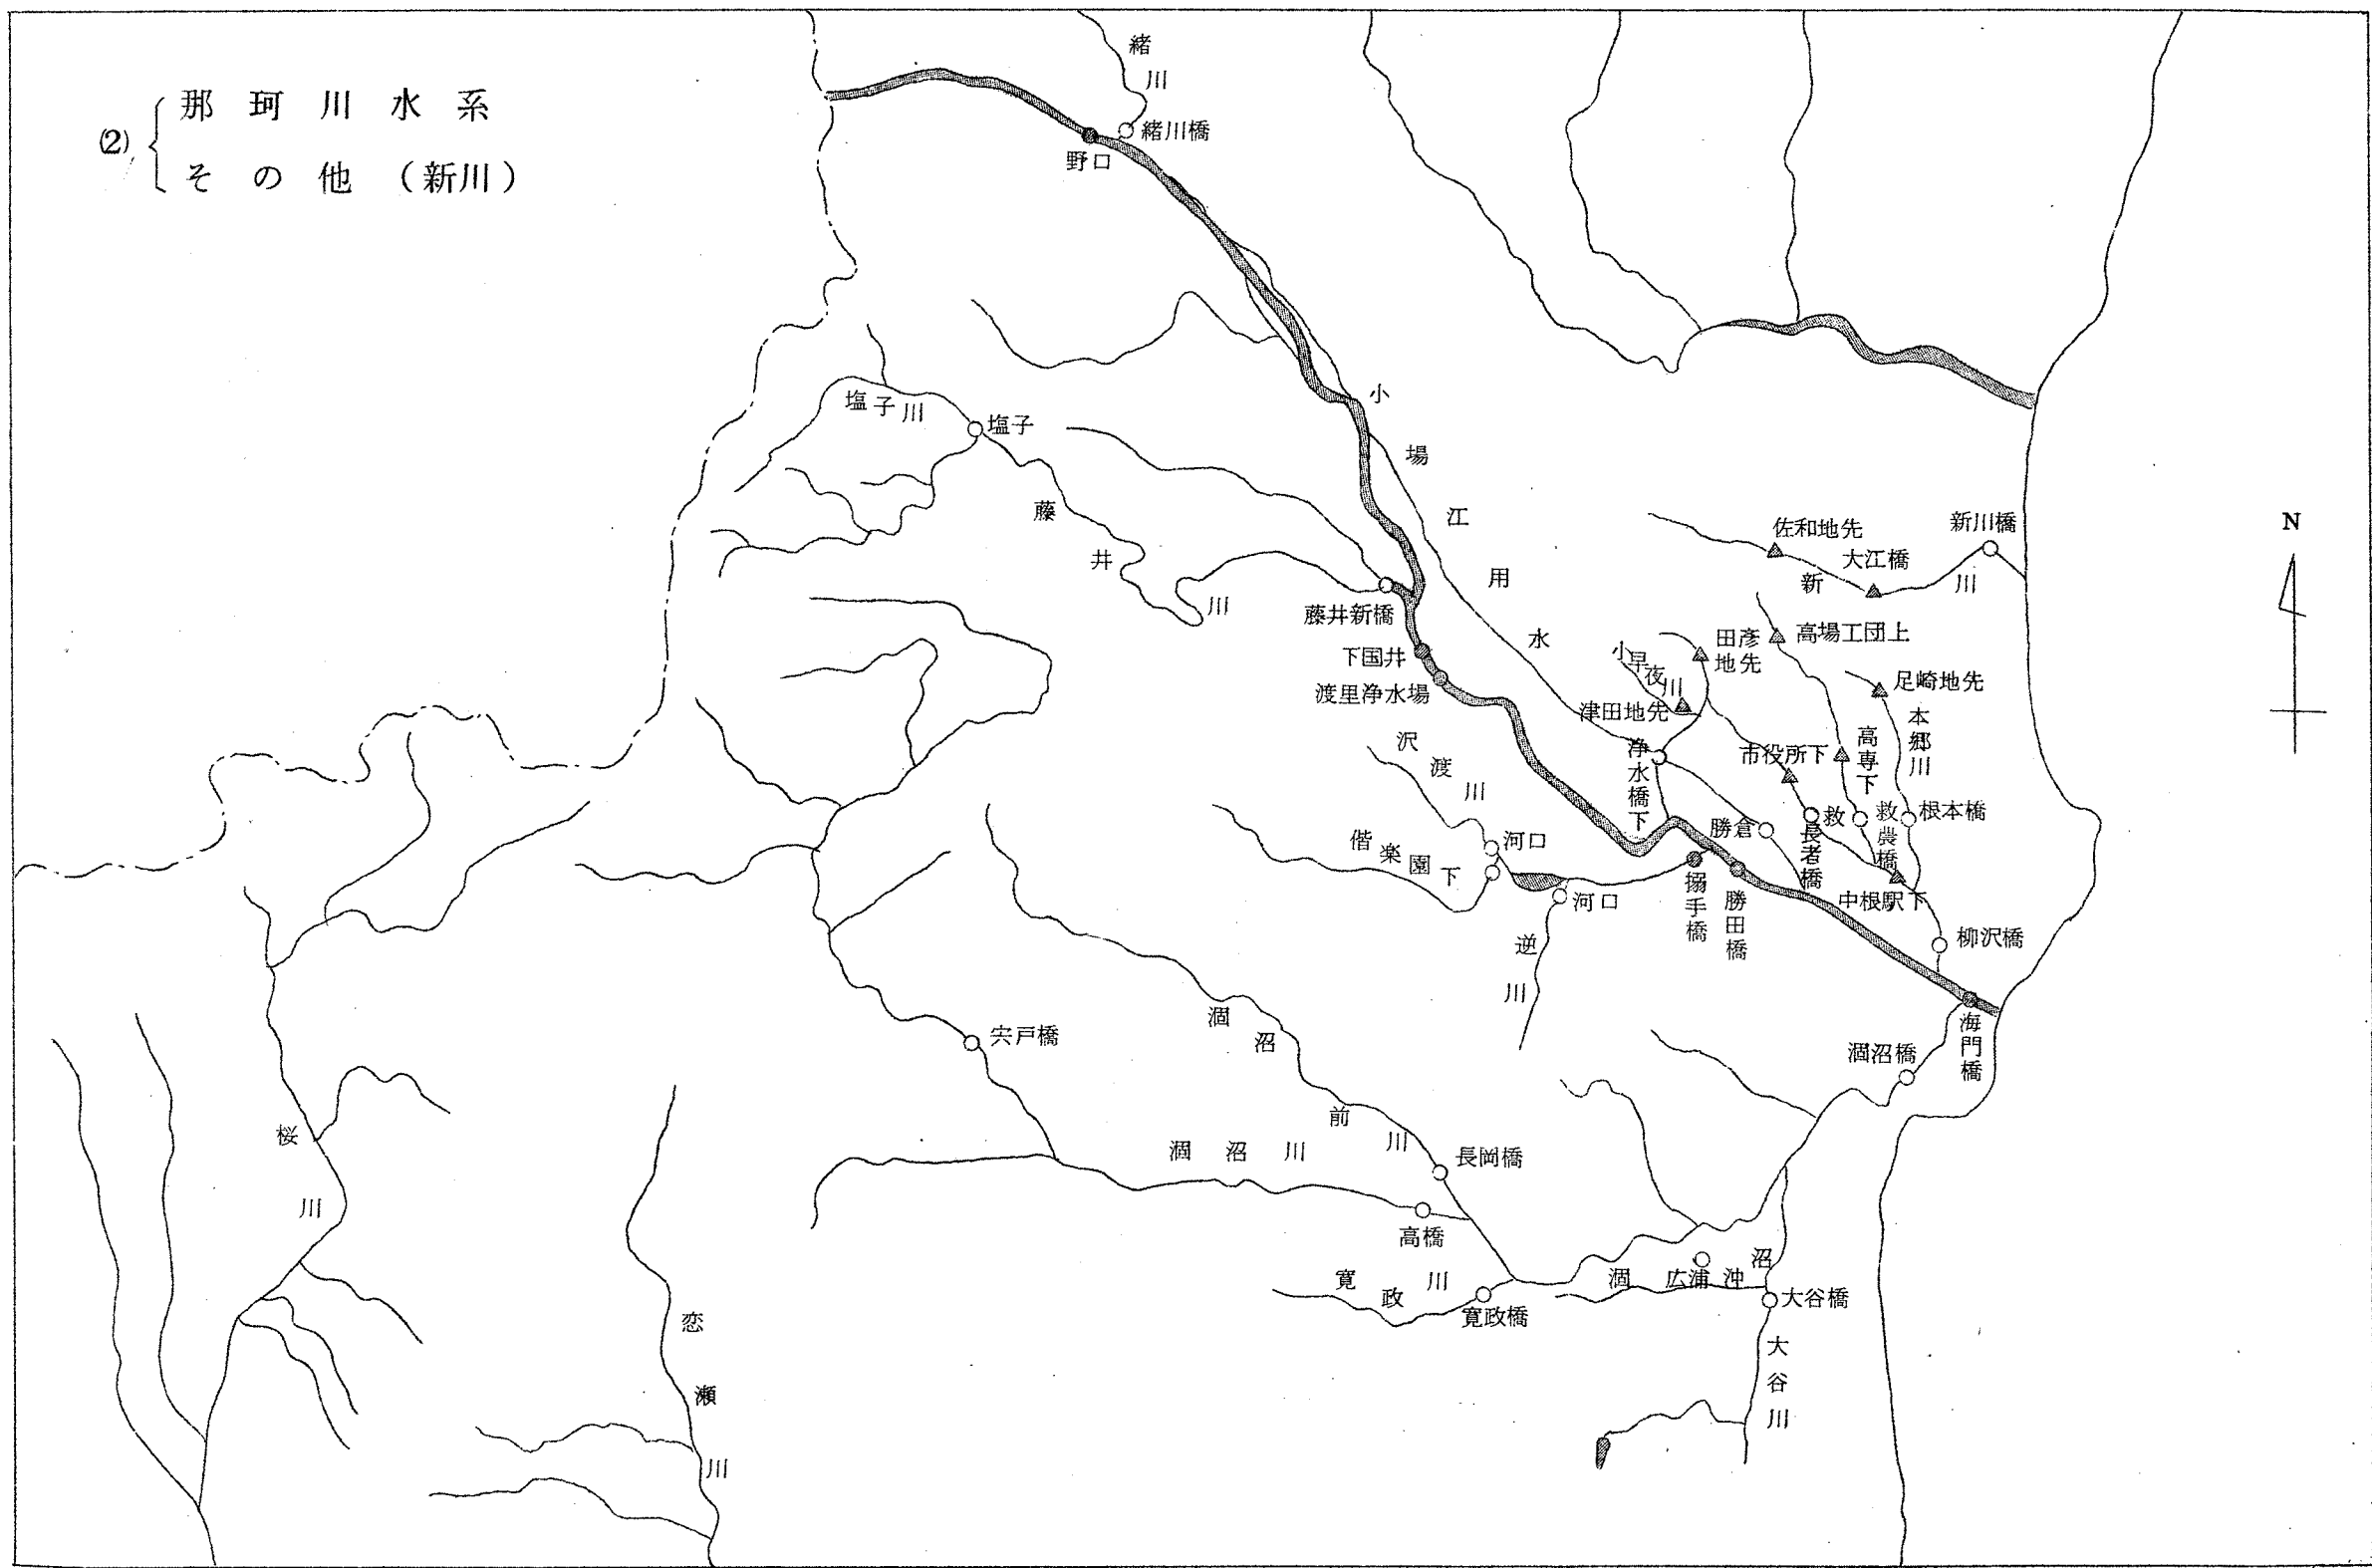 (2)
那珂川水系
その他（新川）
緒川
緒川橋
野口
塩子川
塩子
藤井川
小場江用水
藤井新橋
下国井
渡里浄水場
佐和地先
大江橋
新川橋
新川
N
小早夜川
田彦地先
高場工団上
足崎地先
本郷川
津田地先
浄水橋下
市役所下
高専下
勝倉
救
長者橋
救農橋
根本橋
中根駅下
柳沢橋
沢渡川
河口
偕楽園下
河口
逆川
搦手橋
勝田橋
海門橋
涸沼橋
宍戸橋
涸沼前川
長岡橋
涸沼川
高橋
寛政川
寛政橋
涸沼
広浦沖
大谷橋
大谷川
桜川
恋瀬川